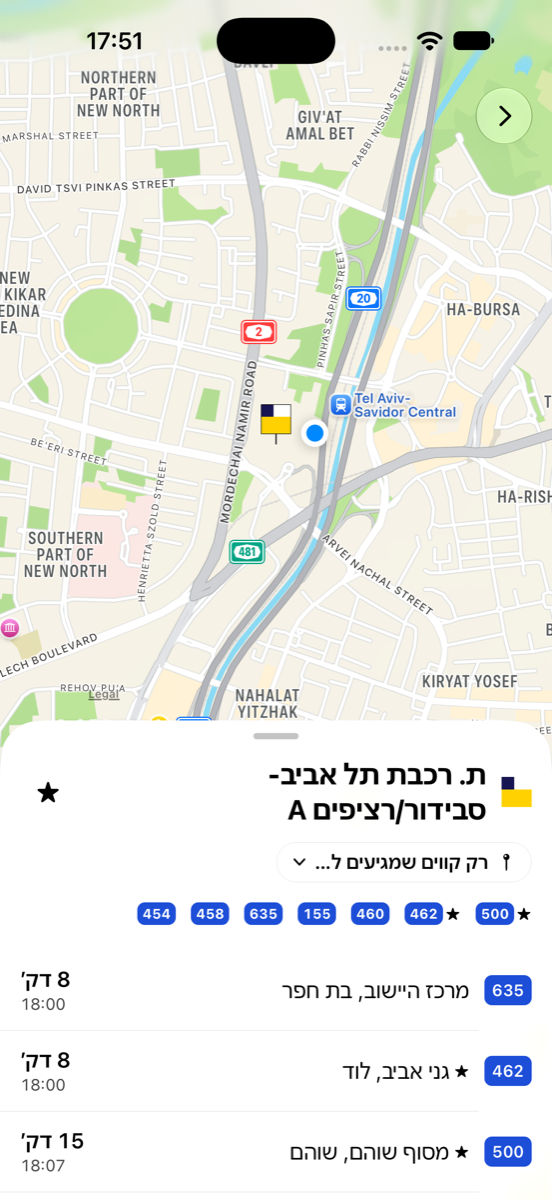 17:51
NORTHERN
PART OF
NEW NORTH
GIV'AT
AMAL BET
RABBI NISSIM STREET
MARSHAL STREET
DAVID TSVI PINKAS STREET
NEW
KIKAR
EDINA
EA
20
HA-BURSA
PINHAS SAPIR STREET
2
Tel Aviv-
Savidor Central
T
MORDECHAI NAMIR ROAD
BE'ERI STREET
HENRIETTA SZOLD STREET
HA-RISH
SOUTHERN
PART OF
NEW NORTH
481
ARVEI NACHAL STREET
B
LECH BOULEVARD
KIRYAT YOSEF
REHOV PU'A
Legal
NAHALAT
YITZHAK
ת. רכבת תל אביב-
סבידור/רציפים A
רק קווים שמגיעים ל...
500 462 460 155 635 458 454
635 מרכז היישוב, בת חפר 8 דק׳
18:00
462 גני אביב, לוד 8 דק׳
18:00
500 מסוף שוהם, שוהם 15 דק׳
18:07